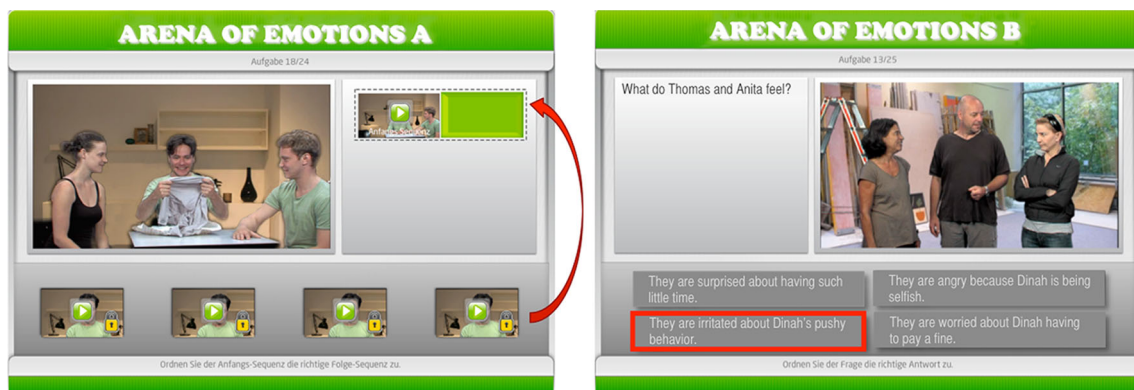 ARENA OF EMOTIONS A
Aufgabe 18/24
Anfangs-Sequenz
Ordnen Sie der Anfangs-Sequenz die richtige Folge-Sequenz zu.
ARENA OF EMOTIONS B
Aufgabe 13/25
What do Thomas and Anita feel?
They are surprised about having such
little time.
They are angry because Dinah is being
selfish.
They are irritated about Dinah's pushy
behavior.
They are worried about Dinah having
to pay a fine.
Ordnen Sie der Frage die richtige Antwort zu.